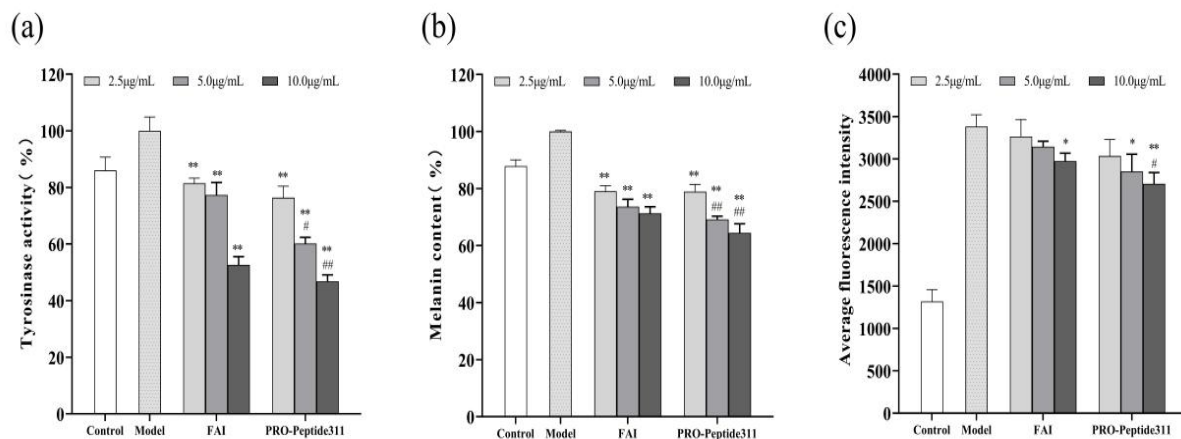 (a)
Tyrosinase activity ( %)
120
100
80
60
40
20
0
2.5μg/mL 5.0μg/mL 10.0μg/mL
** ** ** ** ** # ** ##
Control Model FAI PRO-Peptide311
(b)
Melanin content ( %)
120
100
80
60
40
20
0
2.5μg/mL 5.0μg/mL 10.0μg/mL
** ** ** ** ** ## ** ##
Control Model FAI PRO-Peptide311
(c)
Average fluorescence intensity
4000
3500
3000
2500
2000
1500
1000
500
0
2.5μg/mL 5.0μg/mL 10.0μg/mL
* * ** #
Control Model FAI PRO-Peptide311